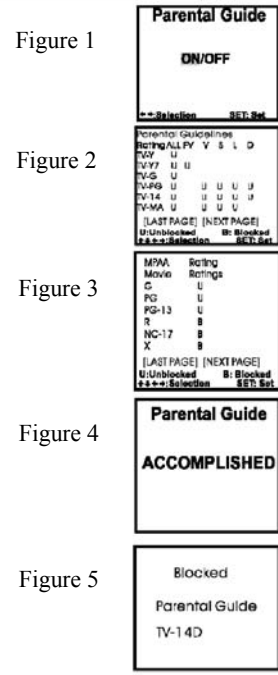 Figure 1
Parental Guide
ON/OFF
←→:Selection SET: Set
Figure 2
Parental Guidelines
Rating ALL FV V S L D
TV-Y U
TV-Y7 U U
TV-G U
TV-PG U U U U U
TV-14 U U U U U
TV-MA U U U U
[LAST PAGE] [NEXT PAGE]
U:Unblocked B: Blocked
↑↓←→:Selection SET: Set
Figure 3
MPAA Rating
Movie Ratings
G U
PG U
PG-13 U
R B
NC-17 B
X B
[LAST PAGE] [NEXT PAGE]
U:Unblocked B: Blocked
↑↓←→:Selection SET: Set
Figure 4
Parental Guide
ACCOMPLISHED
Figure 5
Blocked
Parental Guide
TV-14D